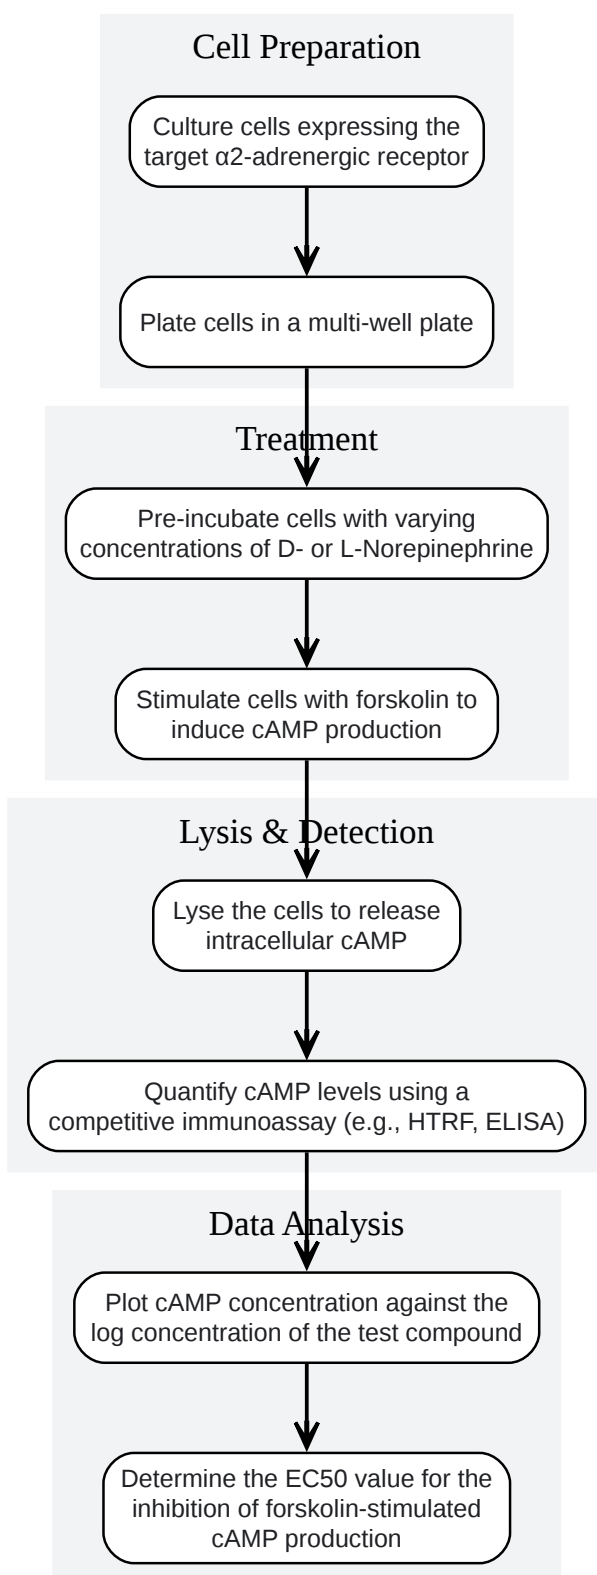 Cell Preparation
Culture cells expressing the
target α2-adrenergic receptor
Plate cells in a multi-well plate
Treatment
Pre-incubate cells with varying
concentrations of D- or L-Norepinephrine
Stimulate cells with forskolin to
induce cAMP production
Lysis & Detection
Lyse the cells to release
intracellular cAMP
Quantify cAMP levels using a
competitive immunoassay (e.g., HTRF, ELISA)
Data Analysis
Plot cAMP concentration against the
log concentration of the test compound
Determine the EC50 value for the
inhibition of forskolin-stimulated
cAMP production